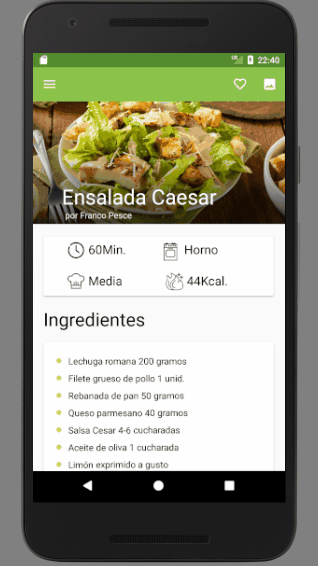 22:40
Ensalada Caesar
por Franco Pesce
60Min.
Horno
Media
44Kcal.
Ingredientes
Lechuga romana 200 gramos
Filete grueso de pollo 1 unid.
Rebanada de pan 50 gramos
Queso parmesano 40 gramos
Salsa Cesar 4-6 cucharadas
Aceite de oliva 1 cucharada
Limón exprimido a gusto